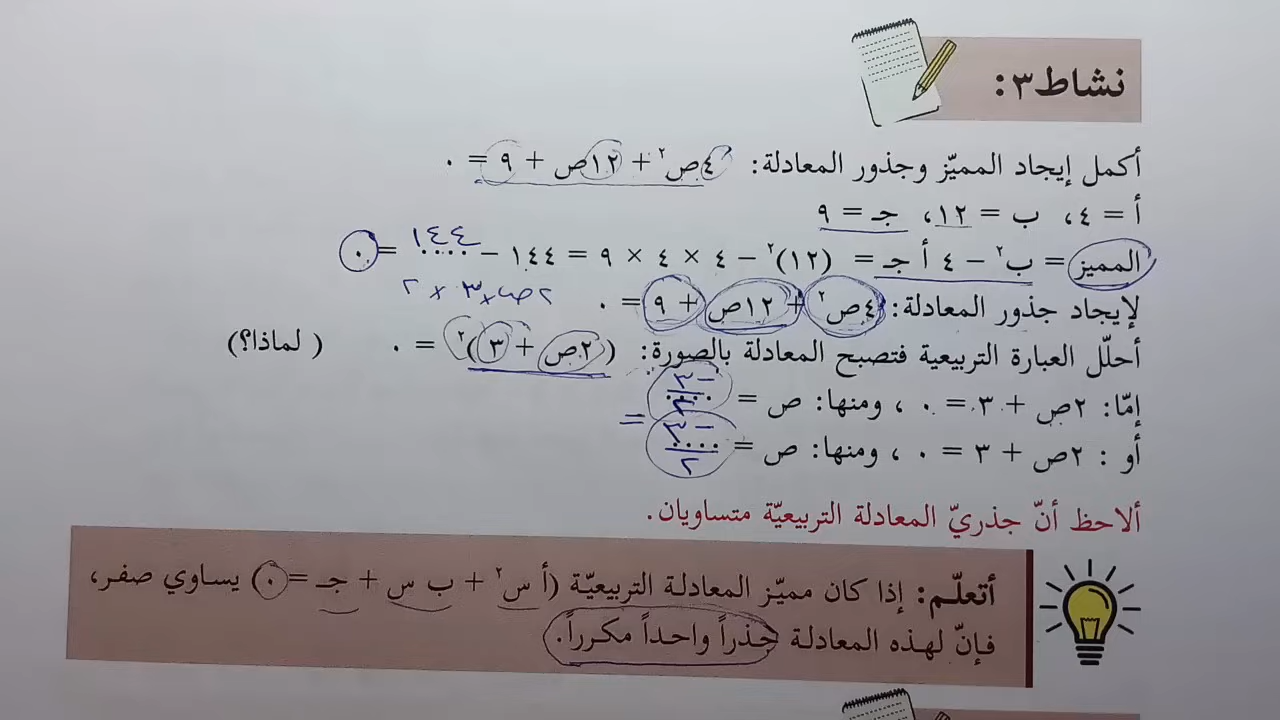 نشاط٣:
أكمل إيجاد المميّز وجذور المعادلة: ٤ص٢ + ١٢ص + ٩ = ٠
أ = ٤، ب = ١٢، جـ = ٩
المميز = ب٢ − ٤ أ جـ = (١٢)٢ − ٤ × ٤ × ٩ = ١٤٤ − ١٤٤ = ٠
لإيجاد جذور المعادلة: ٤ص٢ + ١٢ص + ٩ = ٠
٢ص × ٣ × ٢
أحلّل العبارة التربيعية فتصبح المعادلة بالصورة: (٢ص + ٣)٢ = ٠ ( لماذا؟)
إمّا: ٢ص + ٣ = ٠ ، ومنها: ص = −٣/٢
أو : ٢ص + ٣ = ٠ ، ومنها: ص = −٣/٢ =
ألاحظ أنّ جذريّ المعادلة التربيعيّة متساويان.
أتعلّم: إذا كان مميّز المعادلة التربيعيّة (أ س٢ + ب س + جـ = ٠) يساوي صفر،
فإنّ لهذه المعادلة جذراً واحداً مكرراً.